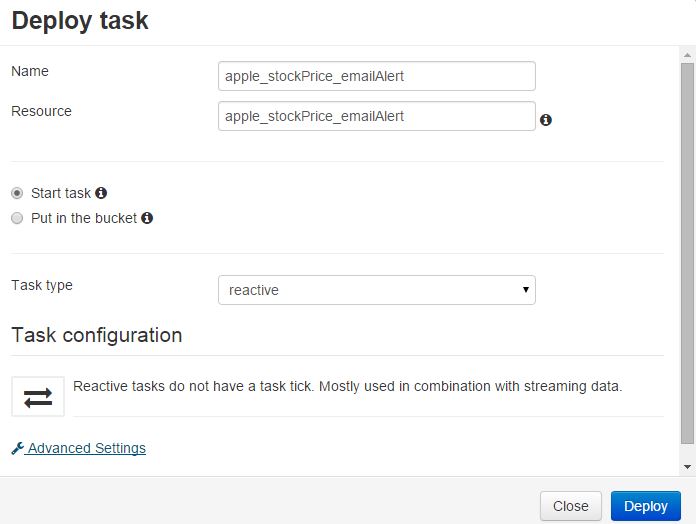 Deploy task
Name
apple_stockPrice_emailAlert
Resource
apple_stockPrice_emailAlert
Start task
Put in the bucket
Task type
reactive
Task configuration
Reactive tasks do not have a task tick. Mostly used in combination with streaming data.
Advanced Settings
Close
Deploy